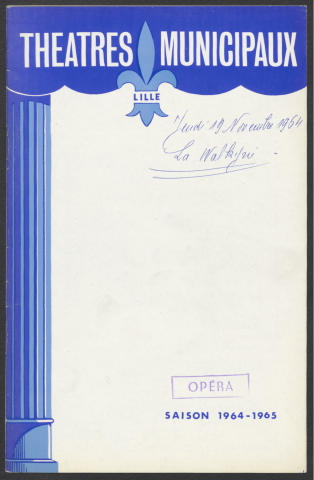 THEATRES MUNICIPAUX
LILLE
Jeudi 19 Novembre 1964
La Walkyrie
OPÉRA
SAISON 1964-1965